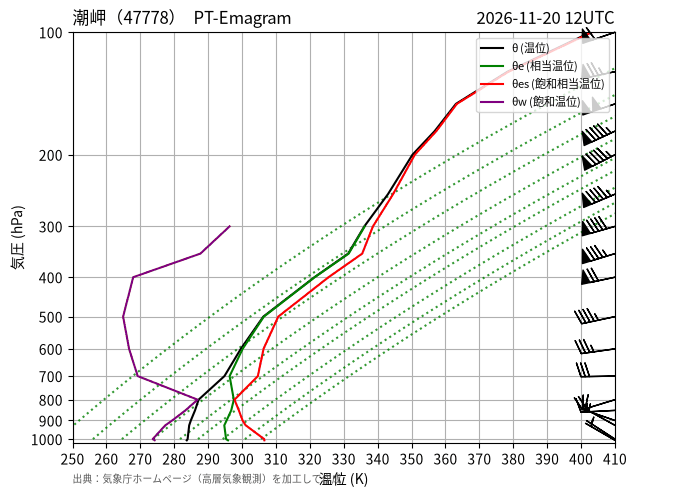 潮岬（47778） PT-Emagram
2026-11-20 12UTC
θ (温位)
θe (相当温位)
θes (飽和相当温位)
θw (飽和温位)
気圧 (hPa)
100
200
300
400
500
600
700
800
900
1000
250 260 270 280 290 300 310 320 330 340 350 360 370 380 390 400 410
温位 (K)
出典：気象庁ホームページ（高層気象観測）を加工して